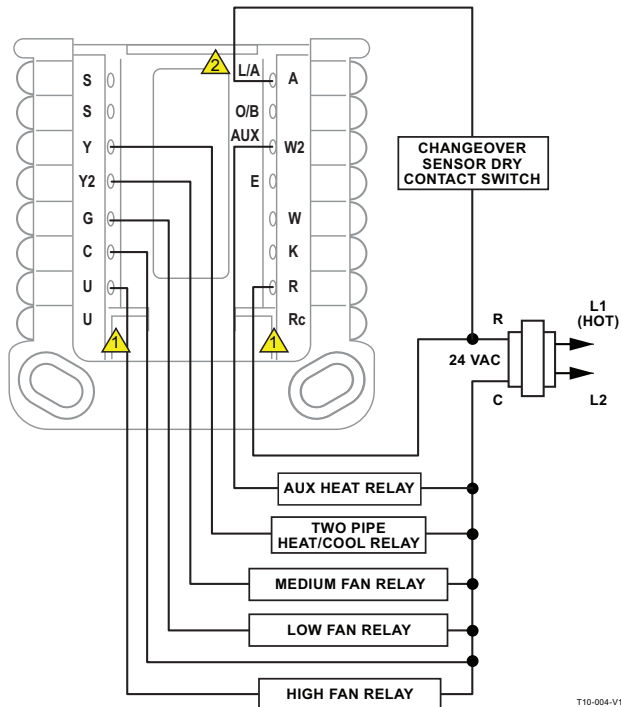 2
L/A
S
A
S
O/B
AUX
Y
W2
Y2
E
G
W
C
K
U
R
U
Rc
1
1
CHANGEOVER
SENSOR DRY
CONTACT SWITCH
R
L1
(HOT)
24 VAC
C
L2
AUX HEAT RELAY
TWO PIPE
HEAT/COOL RELAY
MEDIUM FAN RELAY
LOW FAN RELAY
HIGH FAN RELAY
T10-004-V1